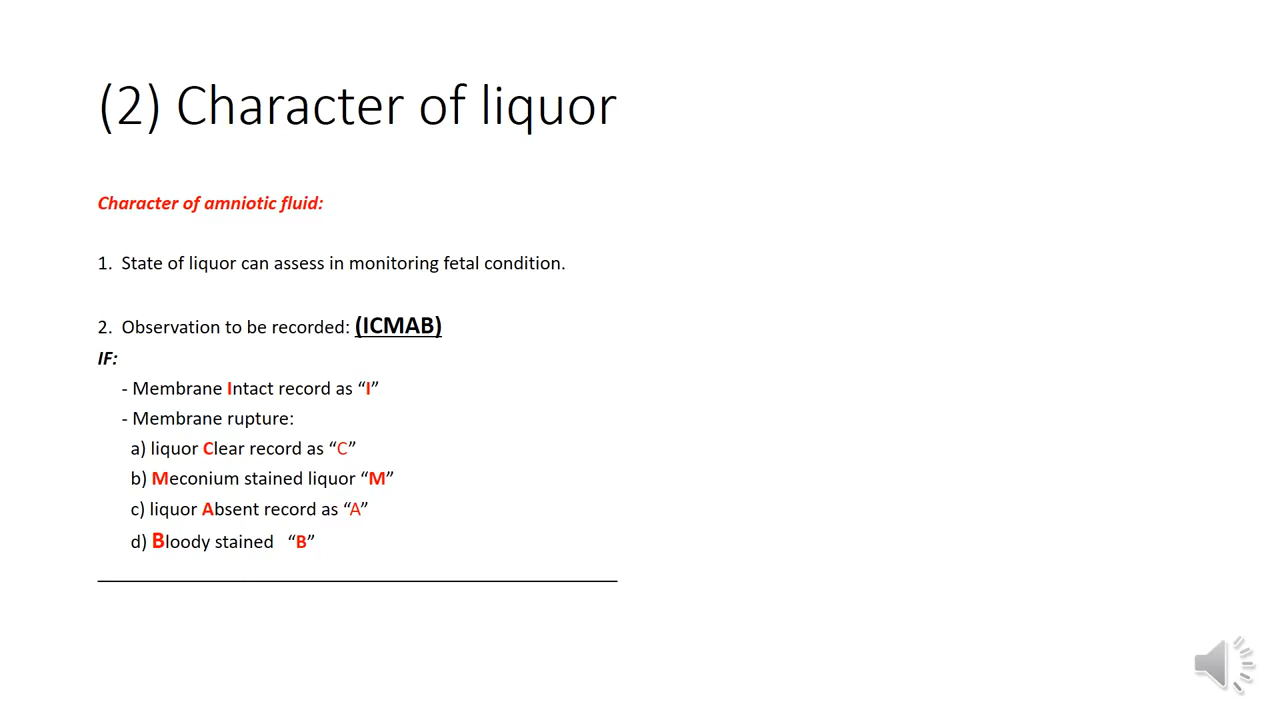 (2) Character of liquor
Character of amniotic fluid:
1. State of liquor can assess in monitoring fetal condition.
2. Observation to be recorded: (ICMAB)
IF:
- Membrane Intact record as “I”
- Membrane rupture:
a) liquor Clear record as “C”
b) Meconium stained liquor “M”
c) liquor Absent record as “A”
d) Bloody stained “B”